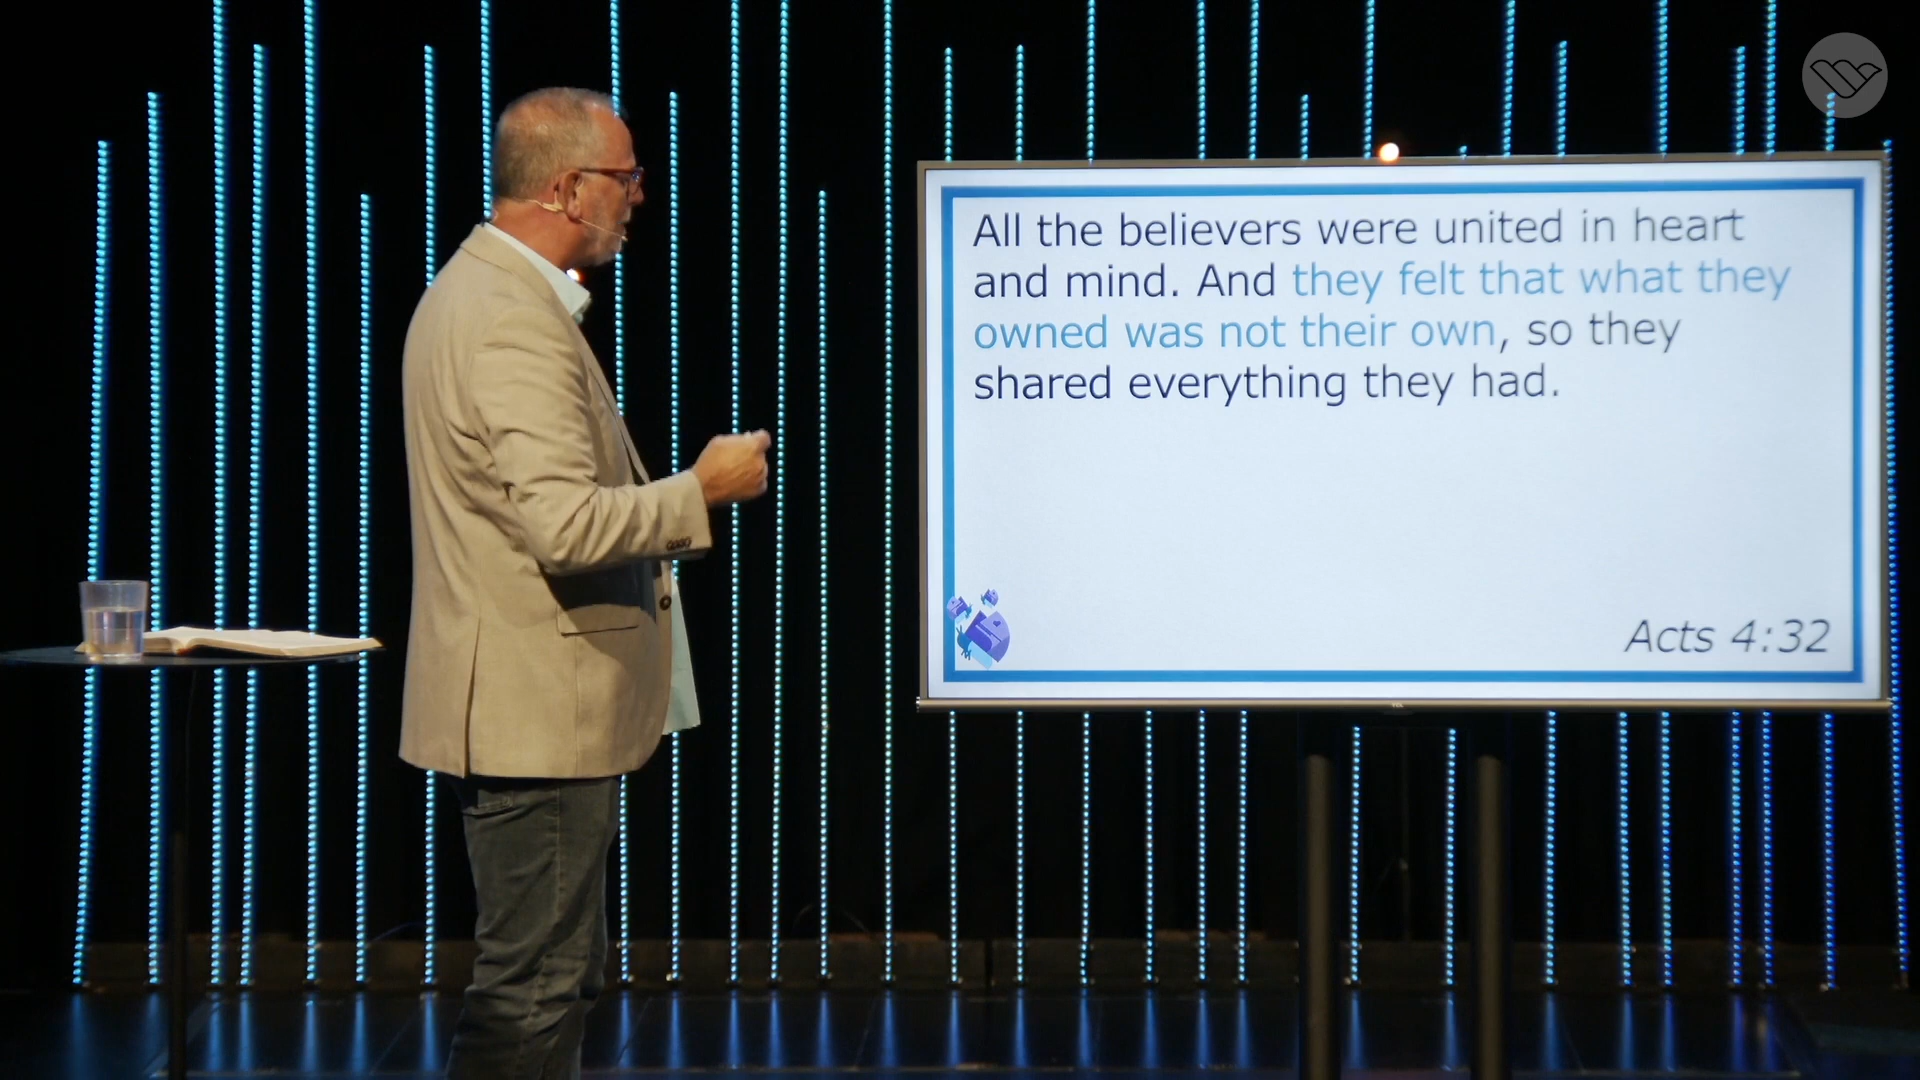 All the believers were united in heart
and mind. And they felt that what they
owned was not their own, so they
shared everything they had.
Acts 4:32